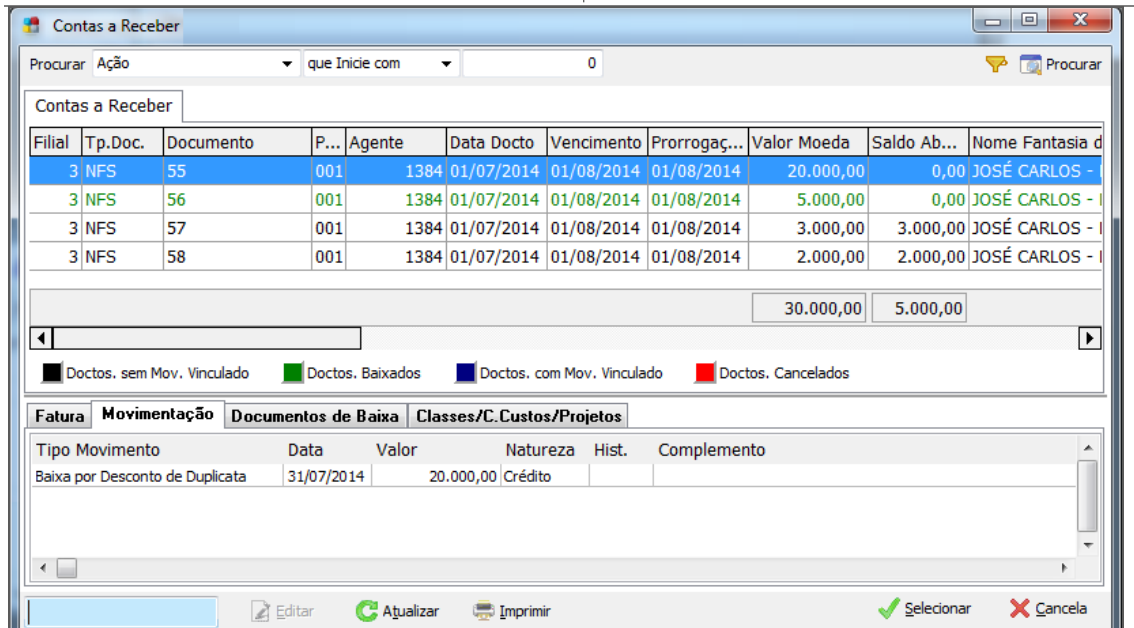 Contas a Receber
Procurar Ação que Inicie com 0 Procurar
Contas a Receber
Filial Tp.Doc. Documento P... Agente Data Docto Vencimento Prorrogaç... Valor Moeda Saldo Ab... Nome Fantasia d
3 NFS 55 001 1384 01/07/2014 01/08/2014 01/08/2014 20.000,00 0,00 JOSÉ CARLOS -
3 NFS 56 001 1384 01/07/2014 01/08/2014 01/08/2014 5.000,00 0,00 JOSÉ CARLOS -
3 NFS 57 001 1384 01/07/2014 01/08/2014 01/08/2014 3.000,00 3.000,00 JOSÉ CARLOS -
3 NFS 58 001 1384 01/07/2014 01/08/2014 01/08/2014 2.000,00 2.000,00 JOSÉ CARLOS -
30.000,00 5.000,00
Doctos. sem Mov. Vinculado Doctos. Baixados Doctos. com Mov. Vinculado Doctos. Cancelados
Fatura Movimentação Documentos de Baixa Classes/C.Custos/Projetos
Tipo Movimento Data Valor Natureza Hist. Complemento
Baixa por Desconto de Duplicata 31/07/2014 20.000,00 Crédito
Editar Atualizar Imprimir Selecionar Cancela